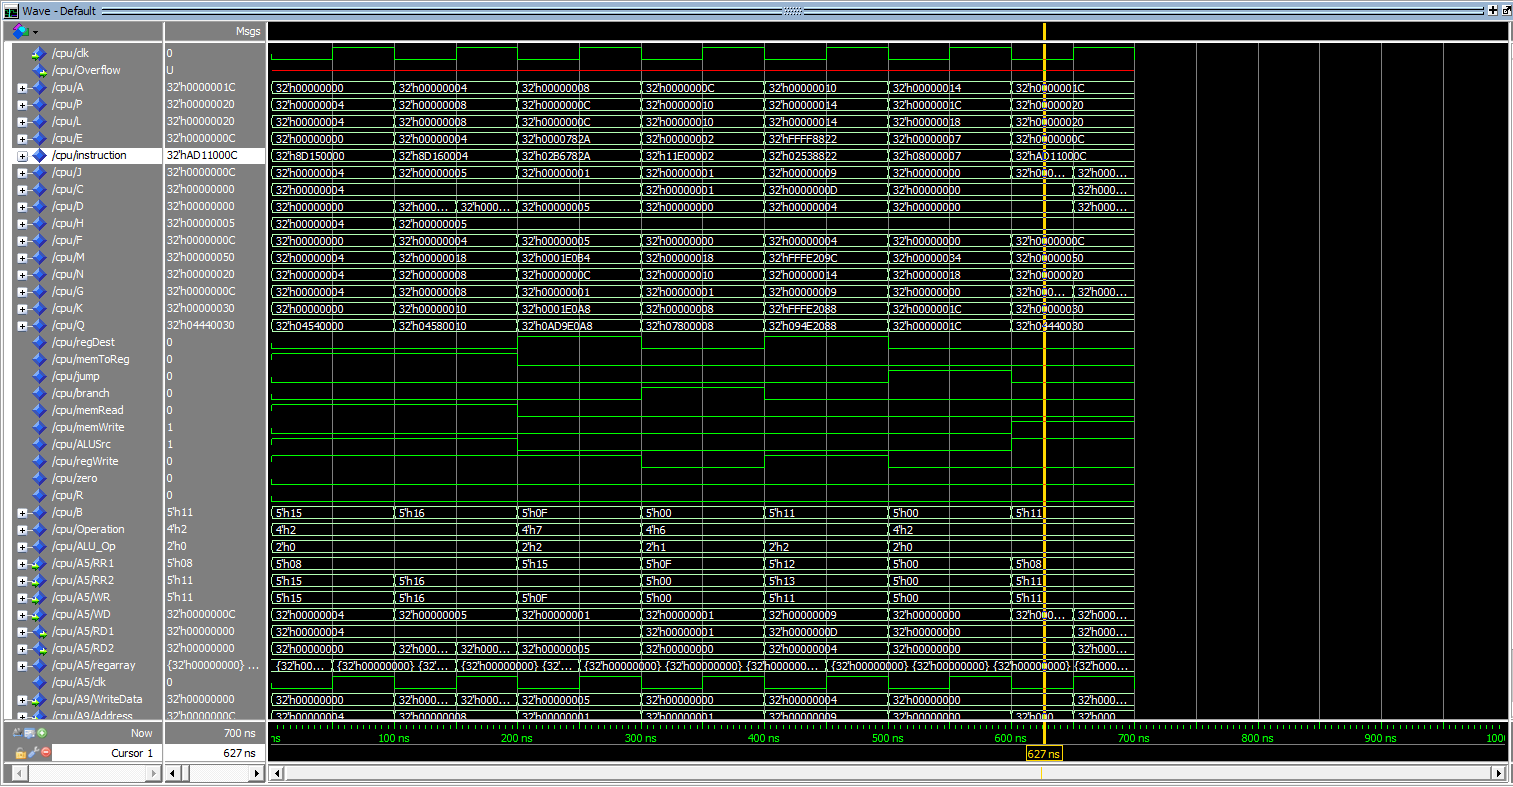 Wave - Default
Msgs
/cpu/clk 0
/cpu/Overflow U
/cpu/A 32'h0000001C 32'h00000000 32'h00000004 32'h00000008 32'h0000000C 32'h00000010 32'h00000014 32'h0000001C
/cpu/P 32'h00000020 32'h00000004 32'h00000008 32'h0000000C 32'h00000010 32'h00000014 32'h0000001C 32'h00000020
/cpu/L 32'h00000020 32'h00000004 32'h00000008 32'h0000000C 32'h00000010 32'h00000014 32'h00000018 32'h00000020
/cpu/E 32'h0000000C 32'h00000000 32'h00000004 32'h0000782A 32'h00000002 32'hFFFF8822 32'h00000007 32'h0000000C
/cpu/instruction 32'hAD11000C 32'h8D150000 32'h8D160004 32'h02B6782A 32'h11E00002 32'h02538822 32'h08000007 32'hAD11000C
/cpu/J 32'h0000000C 32'h00000004 32'h00000005 32'h00000001 32'h00000001 32'h00000009 32'h00000000 32'h000... 32'h000...
/cpu/C 32'h00000000 32'h00000004 32'h00000001 32'h0000000D 32'h00000000 32'h000...
/cpu/D 32'h00000000 32'h00000000 32'h000... 32'h000... 32'h00000005 32'h00000000 32'h00000004 32'h00000000 32'h000...
/cpu/H 32'h00000005 32'h00000004 32'h00000005
/cpu/F 32'h0000000C 32'h00000000 32'h00000004 32'h00000005 32'h00000000 32'h00000004 32'h00000000 32'h0000000C
/cpu/M 32'h00000050 32'h00000004 32'h00000018 32'h0001E0B4 32'h00000018 32'hFFFE209C 32'h00000034 32'h00000050
/cpu/N 32'h00000020 32'h00000004 32'h00000008 32'h0000000C 32'h00000010 32'h00000014 32'h00000018 32'h00000020
/cpu/G 32'h0000000C 32'h00000004 32'h00000008 32'h00000001 32'h00000001 32'h00000009 32'h00000000 32'h000... 32'h000...
/cpu/K 32'h00000030 32'h00000000 32'h00000010 32'h0001E0A8 32'h00000008 32'hFFFE2088 32'h0000001C 32'h00000030
/cpu/Q 32'h04440030 32'h04540000 32'h04580010 32'h0AD9E0A8 32'h07800008 32'h094E2088 32'h0000001C 32'h04440030
/cpu/regDest 0
/cpu/memToReg 0
/cpu/jump 0
/cpu/branch 0
/cpu/memRead 0
/cpu/memWrite 1
/cpu/ALUSrc 1
/cpu/regWrite 0
/cpu/zero 0
/cpu/R 0
/cpu/B 5'h11 5'h15 5'h16 5'h0F 5'h00 5'h11 5'h00 5'h11
/cpu/Operation 4'h2 4'h2 4'h7 4'h6 4'h2
/cpu/ALU_Op 2'h0 2'h0 2'h2 2'h1 2'h2 2'h0
/cpu/A5/RR1 5'h08 5'h08 5'h15 5'h0F 5'h12 5'h00 5'h08
/cpu/A5/RR2 5'h11 5'h15 5'h16 5'h00 5'h13 5'h00 5'h11
/cpu/A5/WR 5'h11 5'h15 5'h16 5'h0F 5'h00 5'h11 5'h00 5'h11
/cpu/A5/WD 32'h0000000C 32'h00000004 32'h00000005 32'h00000001 32'h00000001 32'h00000009 32'h00000000 32'h000... 32'h000...
/cpu/A5/RD1 32'h00000000 32'h00000004 32'h00000001 32'h0000000D 32'h00000000 32'h000...
/cpu/A5/RD2 32'h00000000 32'h00000000 32'h000... 32'h000... 32'h00000005 32'h00000000 32'h00000004 32'h00000000 32'h000...
/cpu/A5/regarray {32'h00000000} ... {32'h00... {32'h00000000} {32'... {32'h00000000} {32'... {32'h00000000} {32'h00000000} {32'h000000... {32'h00000000} {32'h00000000} {32'h00000000} {32'h000...
/cpu/A5/clk 0
/cpu/A9/WriteData 32'h00000000 32'h00000000 32'h000... 32'h000... 32'h00000005 32'h00000000 32'h00000004 32'h00000000 32'h000...
/cpu/A9/Address 32'h0000000C 32'h00000004 32'h00000008 32'h00000001 32'h00000001 32'h00000009 32'h00000000 32'h000 32'h000
Now 700 ns ns 100 ns 200 ns 300 ns 400 ns 500 ns 600 ns 700 ns 800 ns 900 ns 1000
Cursor 1 627 ns 627 ns